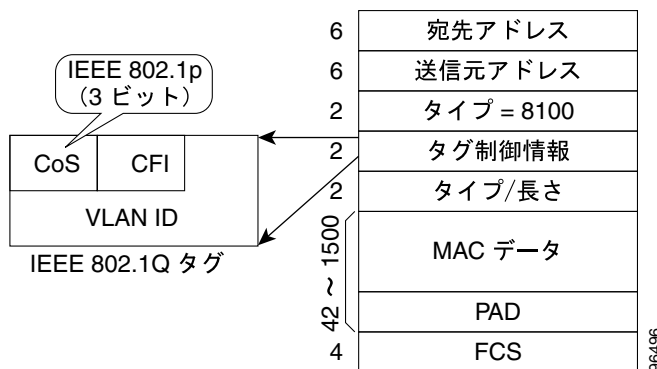 IEEE 802.1p
(3 ビット)
CoS
CFI
VLAN ID
IEEE 802.1Q タグ
6
宛先アドレス
6
送信元アドレス
2
タイプ = 8100
2
タグ制御情報
2
タイプ/長さ
42 ~ 1500
MAC データ
PAD
4
FCS
96496